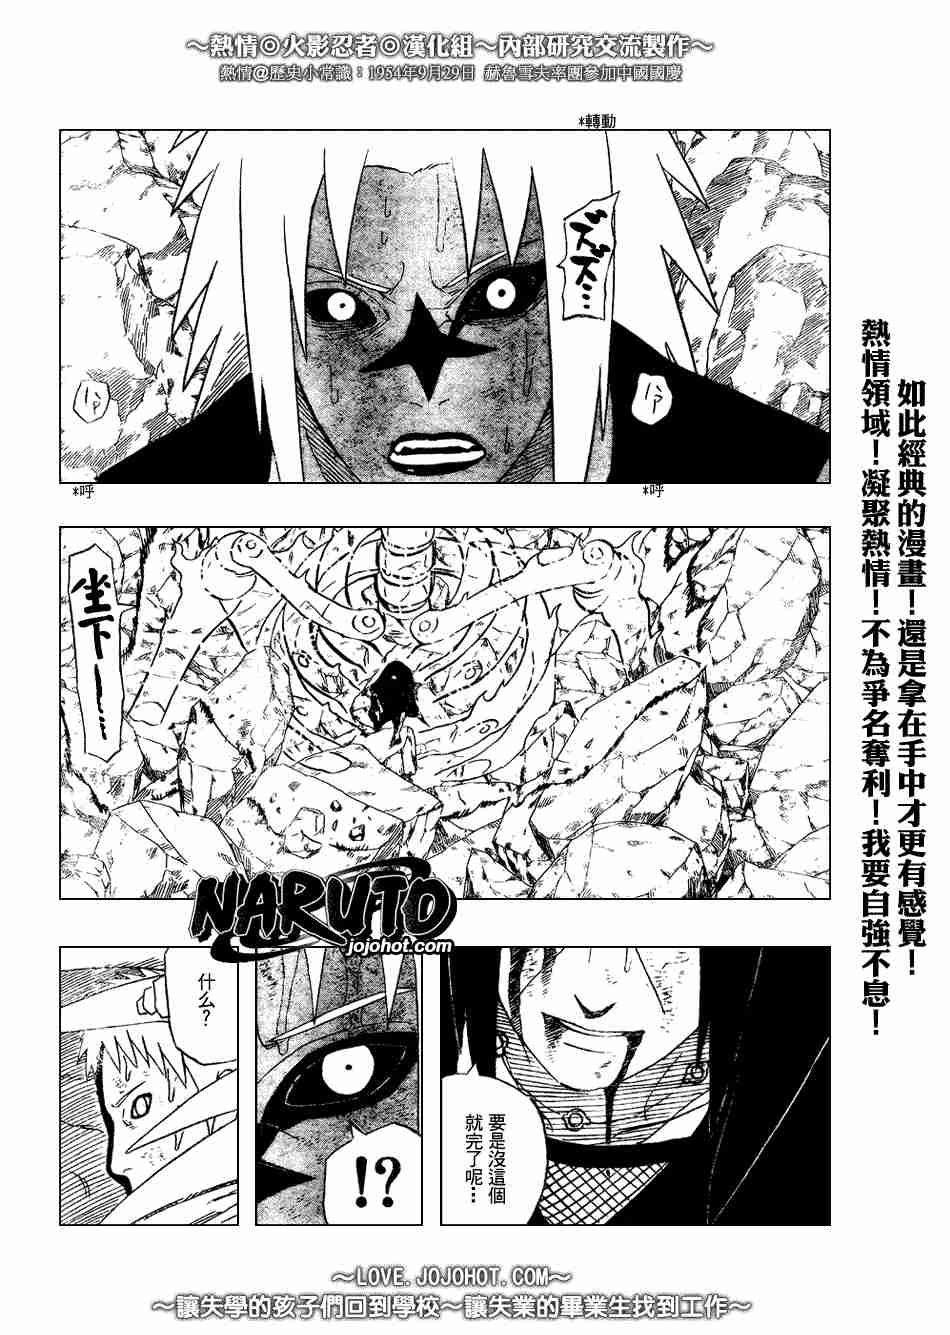 ～熱情◎火影忍者◎漢化組～內部研究交流製作～
熱情@歷史小常識：1954年9月29日 赫魯雪夫率團參加中國國慶
*轉動
ズズ…
*呼
*呼
如此經典的漫畫！還是拿在手中才更有感覺！
熱情領域！凝聚熱情！不為爭名奪利！我要自強不息！
坐下……
NARUTO
jojohot.com
要是沒這個
就完了呢…
!?
什么?
～LOVE.JOJOHOT.COM～
～讓失學的孩子們回到學校～讓失業的畢業生找到工作～